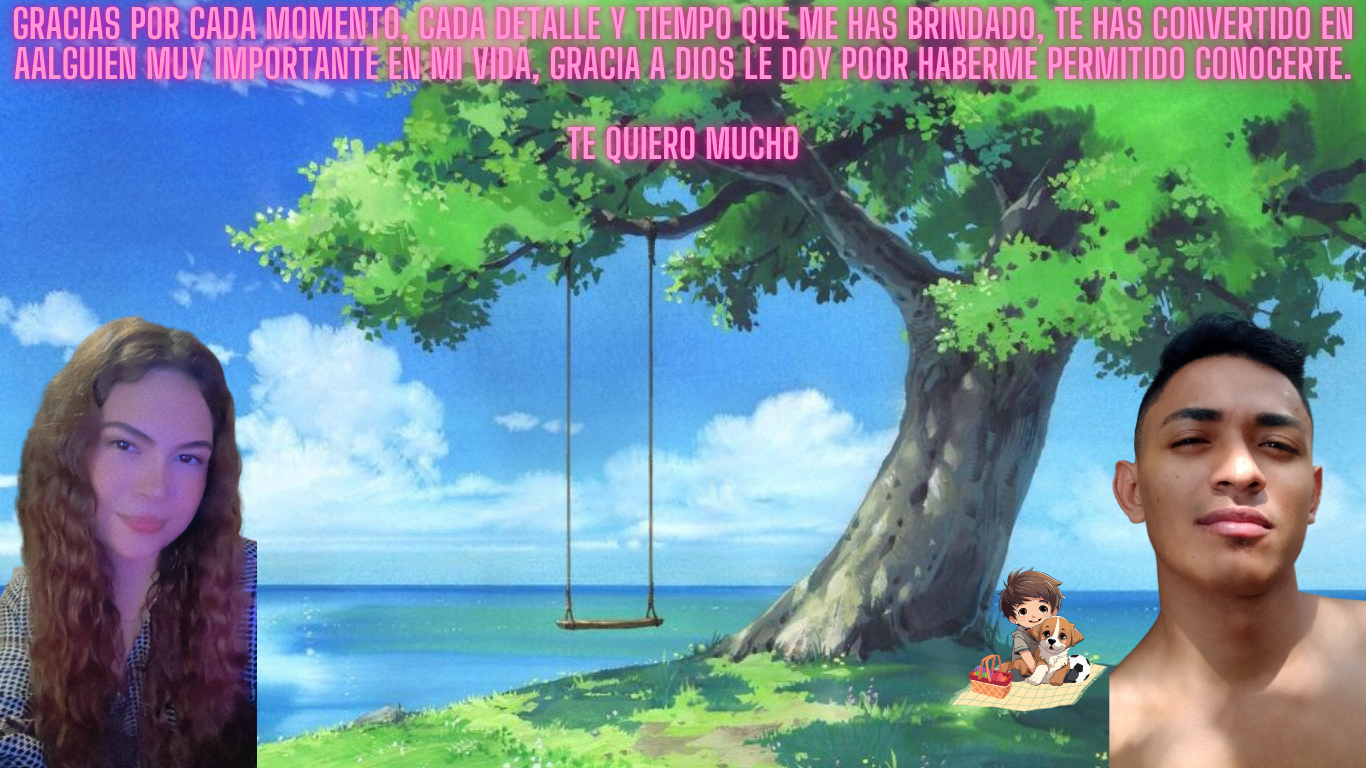 GRACIAS POR CADA MOMENTO, CADA DETALLE Y TIEMPO QUE ME HAS BRINDADO, TE HAS CONVERTIDO EN
AALGUIEN MUY IMPORTANTE EN MI VIDA, GRACIA A DIOS LE DOY POOR HABERME PERMITIDO CONOCERTE.
TE QUIERO MUCHO